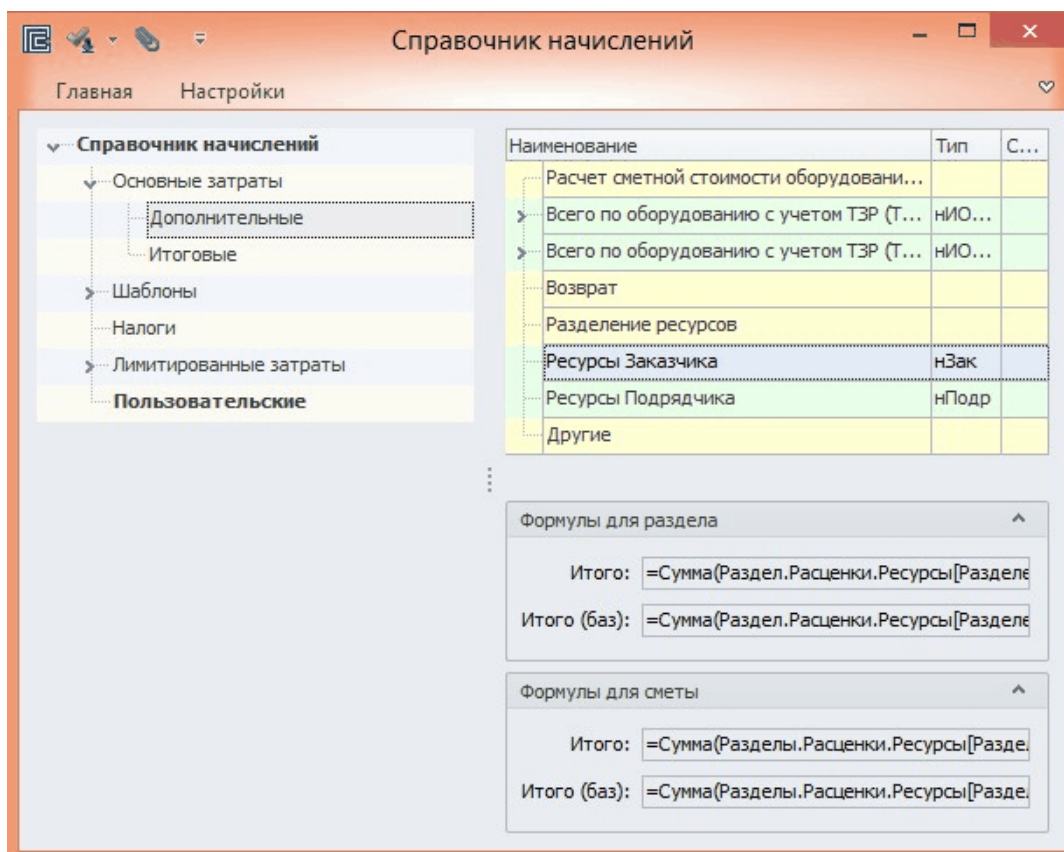 Справочник начислений
Главная Настройки
Справочник начислений
Основные затраты
Дополнительные
Итоговые
Шаблоны
Налоги
Лимитированные затраты
Пользовательские
Наименование Тип С...
Расчет сметной стоимости оборудовани...
Всего по оборудованию с учетом ТЗР (Т... нИО...
Всего по оборудованию с учетом ТЗР (Т... нИО...
Возврат
Разделение ресурсов
Ресурсы Заказчика нЗак
Ресурсы Подрядчика нПодр
Другие
Формулы для раздела
Итого: =Сумма(Раздел.Расценки.Ресурсы[Разделе
Итого (баз): =Сумма(Раздел.Расценки.Ресурсы[Разделе
Формулы для сметы
Итого: =Сумма(Разделы.Расценки.Ресурсы[Разде.
Итого (баз): =Сумма(Разделы.Расценки.Ресурсы[Разде.